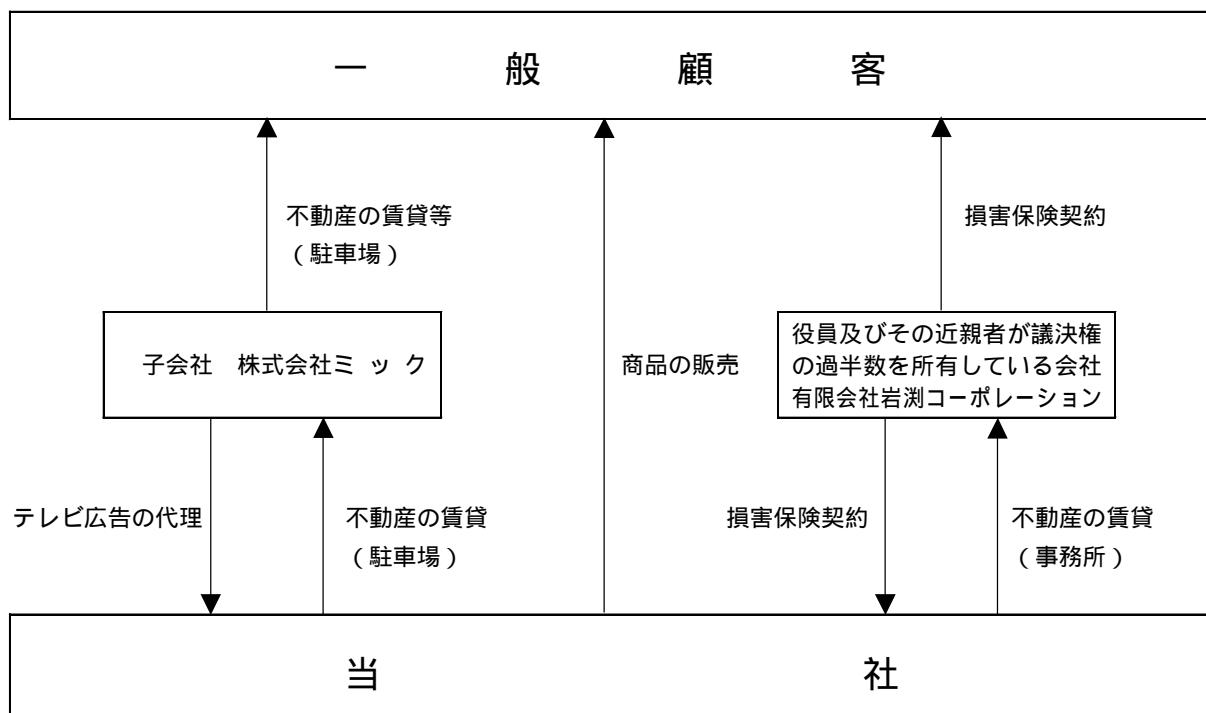 一般顧客
不動産の賃貸等
（駐車場）
損害保険契約
子会社　株式会社ミック
商品の販売
役員及びその近親者が議決権
の過半数を所有している会社
有限会社岩渕コーポレーション
テレビ広告の代理
不動産の賃貸
（駐車場）
損害保険契約
不動産の賃貸
（事務所）
当社